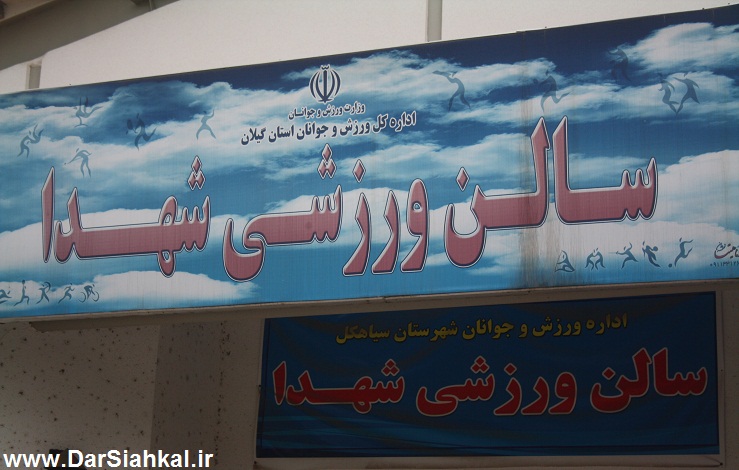 وزارت ورزش و جوانان
اداره کل ورزش و جوانان استان گیلان
سالن ورزشی شهدا
اداره ورزش و جوانان شهرستان سیاهکل
سالن ورزشی شهدا
www.DarSiahkal.ir